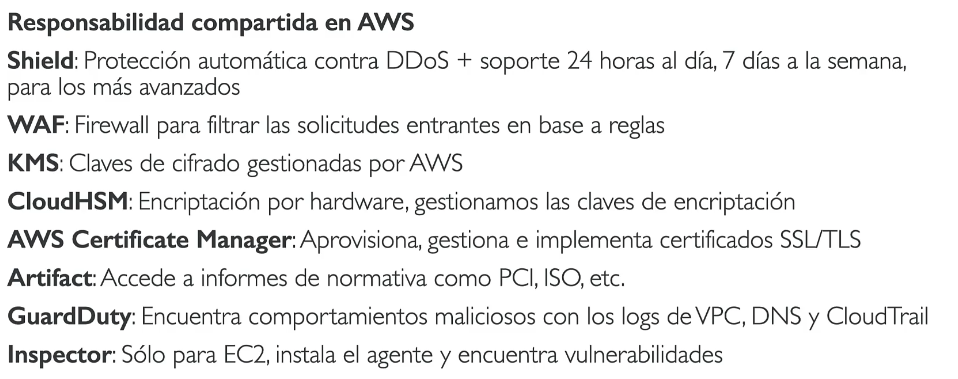 Responsabilidad compartida en AWS
Shield: Protección automática contra DDoS + soporte 24 horas al día, 7 días a la semana,
para los más avanzados
WAF: Firewall para filtrar las solicitudes entrantes en base a reglas
KMS: Claves de cifrado gestionadas por AWS
CloudHSM: Encriptación por hardware, gestionamos las claves de encriptación
AWS Certificate Manager: Aprovisiona, gestiona e implementa certificados SSL/TLS
Artifact: Accede a informes de normativa como PCI, ISO, etc.
GuardDuty: Encuentra comportamientos maliciosos con los logs de VPC, DNS y CloudTrail
Inspector: Sólo para EC2, instala el agente y encuentra vulnerabilidades